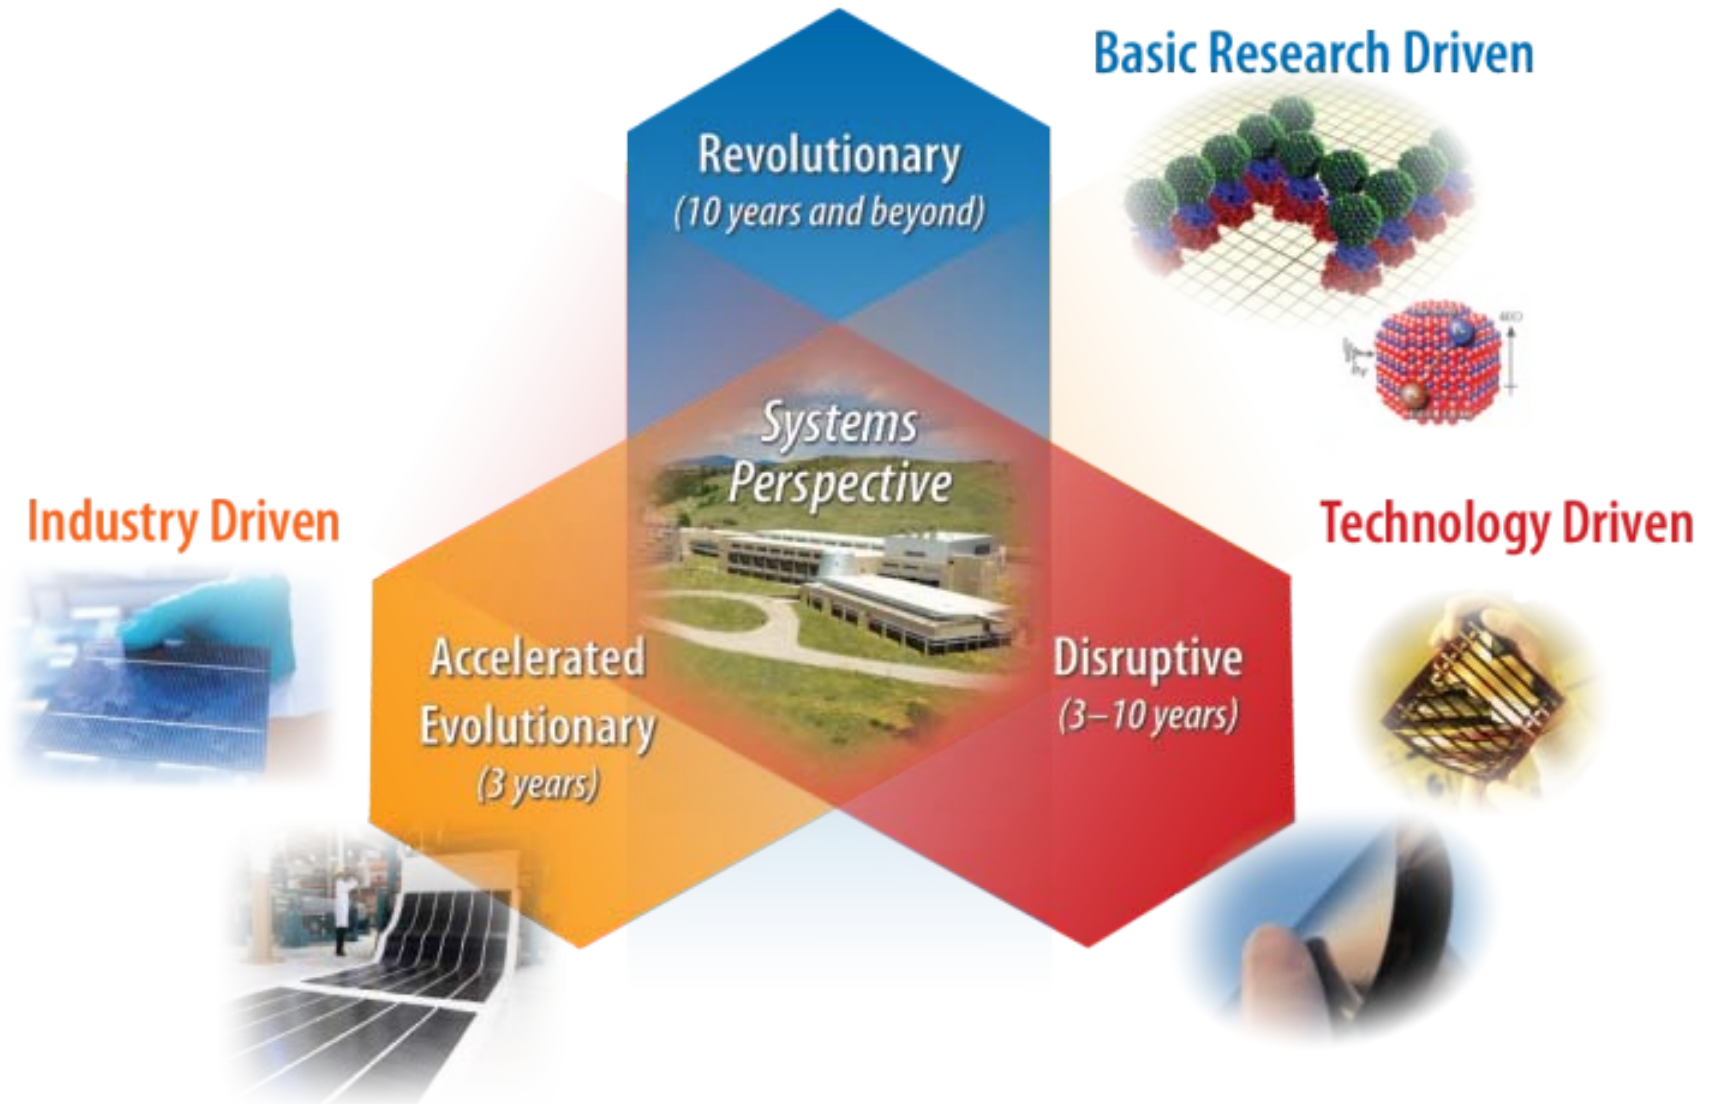 Basic Research Driven
Revolutionary
(10 years and beyond)
Systems
Perspective
Industry Driven
Technology Driven
Accelerated
Evolutionary
(3 years)
Disruptive
(3–10 years)